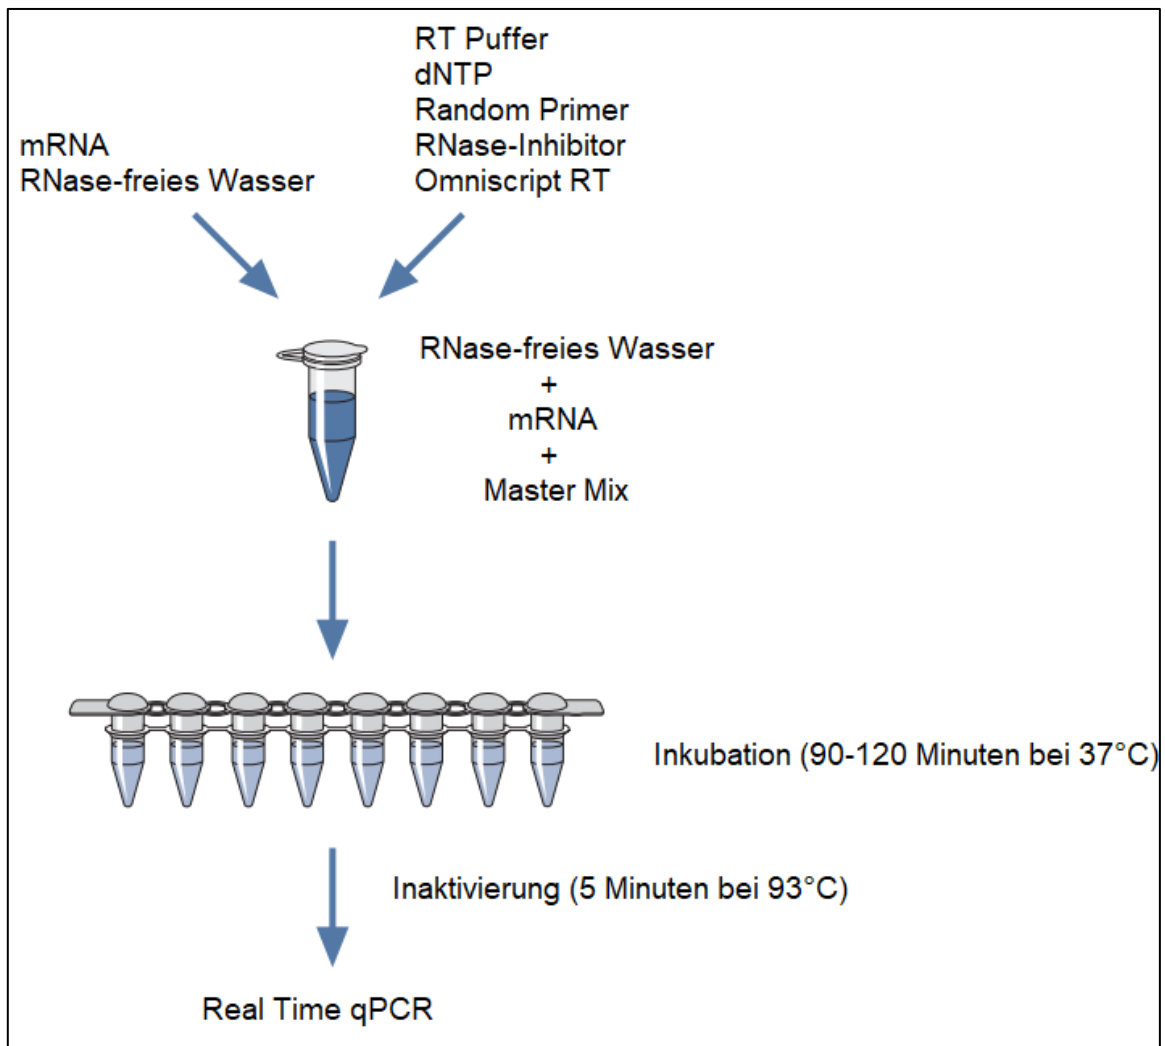 mRNA
RNase-freies Wasser
RT Puffer
dNTP
Random Primer
RNase-Inhibitor
Omniscript RT
RNase-freies Wasser
+
mRNA
+
Master Mix
Inkubation (90-120 Minuten bei 37°C)
Inaktivierung (5 Minuten bei 93°C)
Real Time qPCR